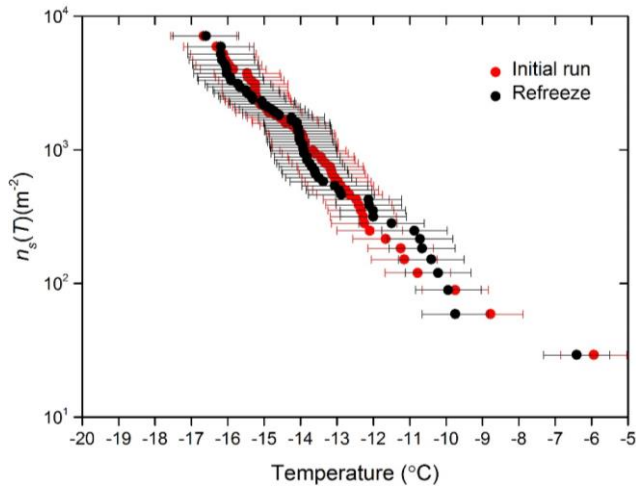 10⁴
10³
10²
10¹
nₛ(T)(m⁻²)
Initial run
Refreeze
-20 -19 -18 -17 -16 -15 -14 -13 -12 -11 -10 -9 -8 -7 -6 -5
Temperature (°C)